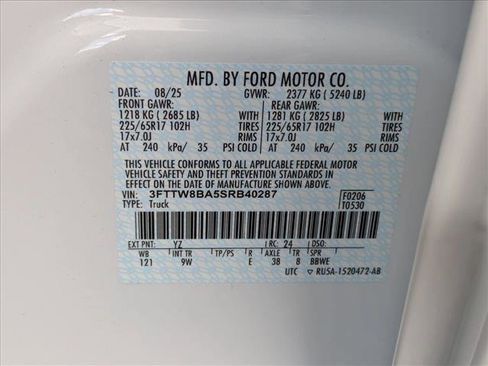 MFD. BY FORD MOTOR CO.
DATE: 08/25 GVWR: 2377 KG ( 5240 LB)
FRONT GAWR: REAR GAWR:
1218 KG ( 2685 LB) WITH 1281 KG ( 2825 LB) WITH
225/65R17 102H TIRES 225/65R17 102H TIRES
17x7.0J RIMS 17x7.0J RIMS
AT 240 kPa/ 35 PSI COLD AT 240 kPa/ 35 PSI COLD
THIS VEHICLE CONFORMS TO ALL APPLICABLE FEDERAL MOTOR
VEHICLE SAFETY AND THEFT PREVENTION STANDARDS IN
EFFECT ON THE DATE OF MANUFACTURE SHOWN ABOVE.
VIN: 3FTTW8BA5SRB40287 F0206
TYPE: Truck T0530
EXT PNT: YZ RC: 24 DSO:
WB INT TR TP/PS R AXLE TR SPR
121 9W E 38 8 BBWE
UTC ▽ RU5A-1520472-AB